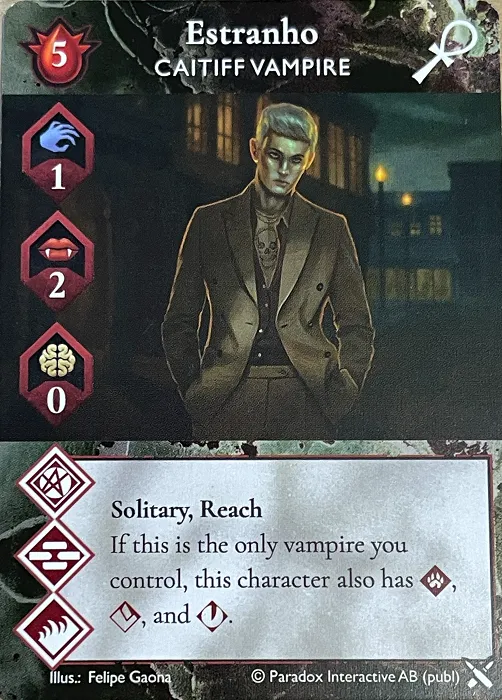 5
Estranho
CAITIFF VAMPIRE
1
2
0
Solitary, Reach
If this is the only vampire you
control, this character also has ,
, and .
Illus.: Felipe Gaona
© Paradox Interactive AB (publ)